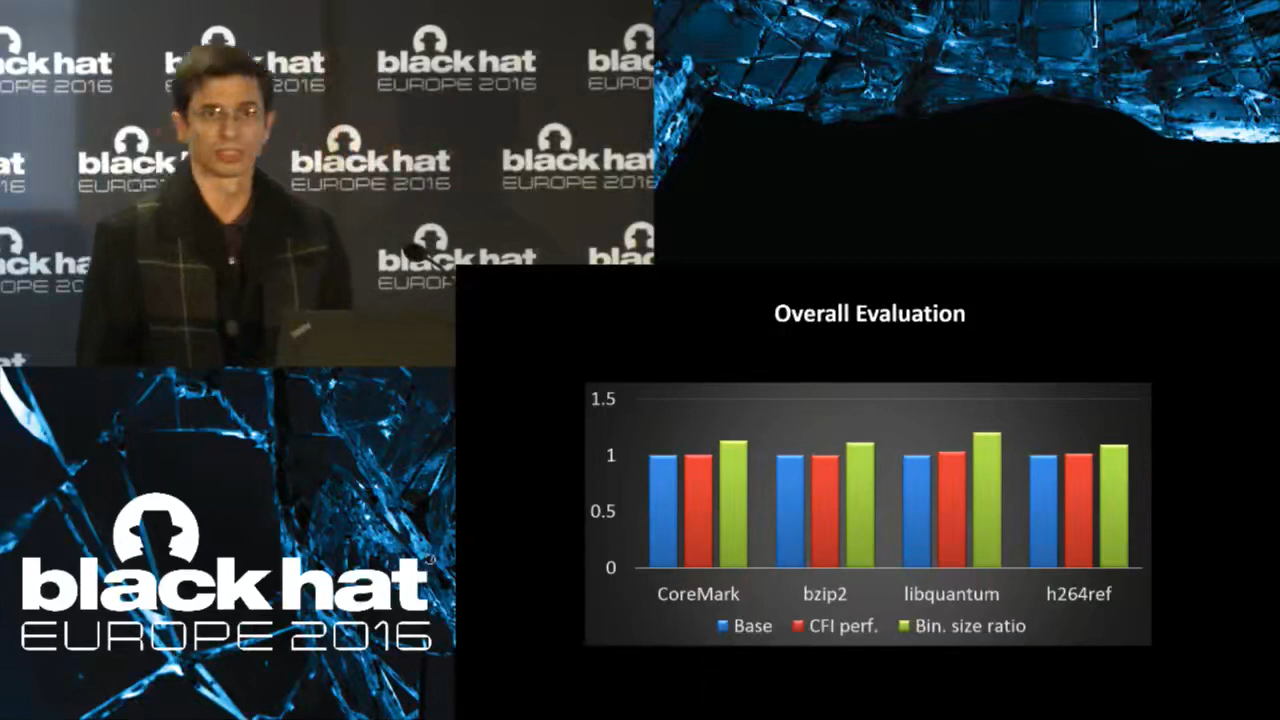 black hat
EUROPE 2016
black hat
EUROPE 2016
black hat
EUROPE 2016
black hat
EUROPE 2016
black hat
EUROPE 2016
black hat
EUROPE 2016
Overall Evaluation
1.5
1
0.5
0
CoreMark bzip2 libquantum h264ref
Base CFI perf. Bin. size ratio
black hat
EUROPE 2016